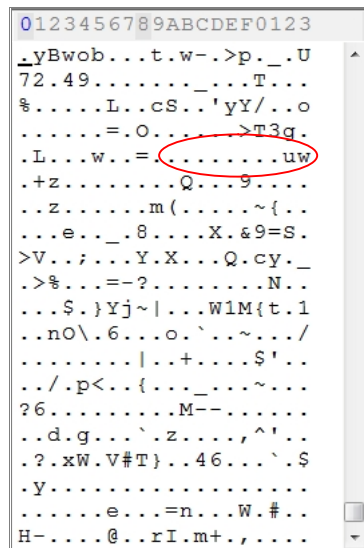 0123456789ABCDEF0123
.yBwob...t.w-.>p._.U
72.49......._...T...
%.....L..cS..'yY/..o
......=.O......>T3g.
.L...w..=.........uw
.+z........Q...9....
..z.......m(.....~{..
...e.._.8....X.&9=S.
>V..;...Y.X...Q.cy._
.>%...=-?........N..
...$.}Yj~|...W1M{t.1
..nO\.6...o.`..~.../
........|..+....$'..
../.p<..{..._...~...
?6.........M--......
..d.g...`.z....,^'..
.?.xW.V#T}..46...`.$
.y..................
......e...=n...W.#..
H-....@..rI.m+.,....